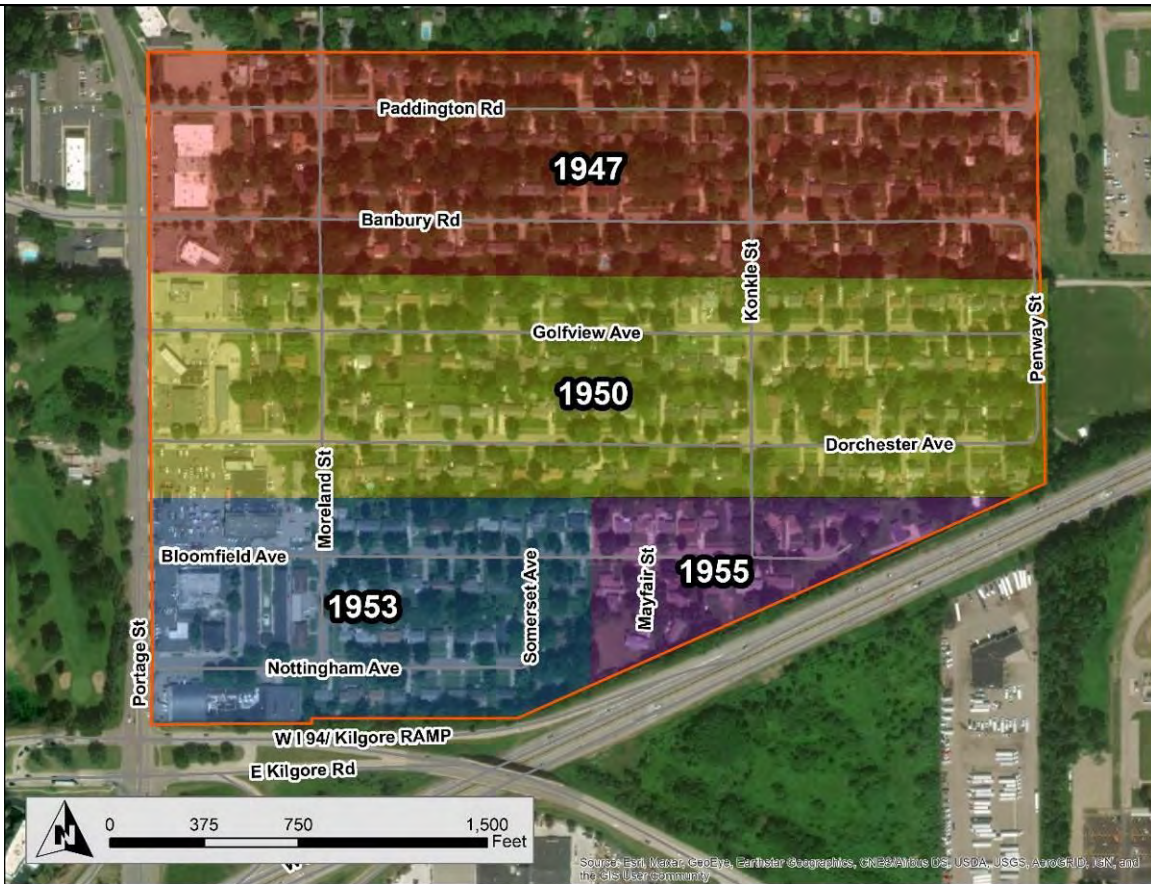 Paddington Rd
1947
Banbury Rd
Konkle St
Golfview Ave
Penway St
1950
Dorchester Ave
Moreland St
Bloomfield Ave
Somerset Ave
Mayfair St
1955
1953
Nottingham Ave
Portage St
W I 94/ Kilgore RAMP
E Kilgore Rd
N
0 375 750 1,500
Feet
Source: Esri, Maxar, GeoEye, Earthstar Geographics, CNES/Airbus DS, USDA, USGS, AeroGRID, IGN, and
the GIS User Community